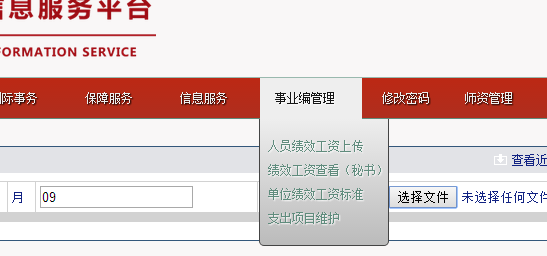 信息服务平台
FORMATION SERVICE
国际事务 保障服务 信息服务 事业编管理 修改密码 师资管理
人员绩效工资上传
绩效工资查看（秘书）
单位绩效工资标准
支出项目维护
查看近
月 09 选择文件 未选择任何文件